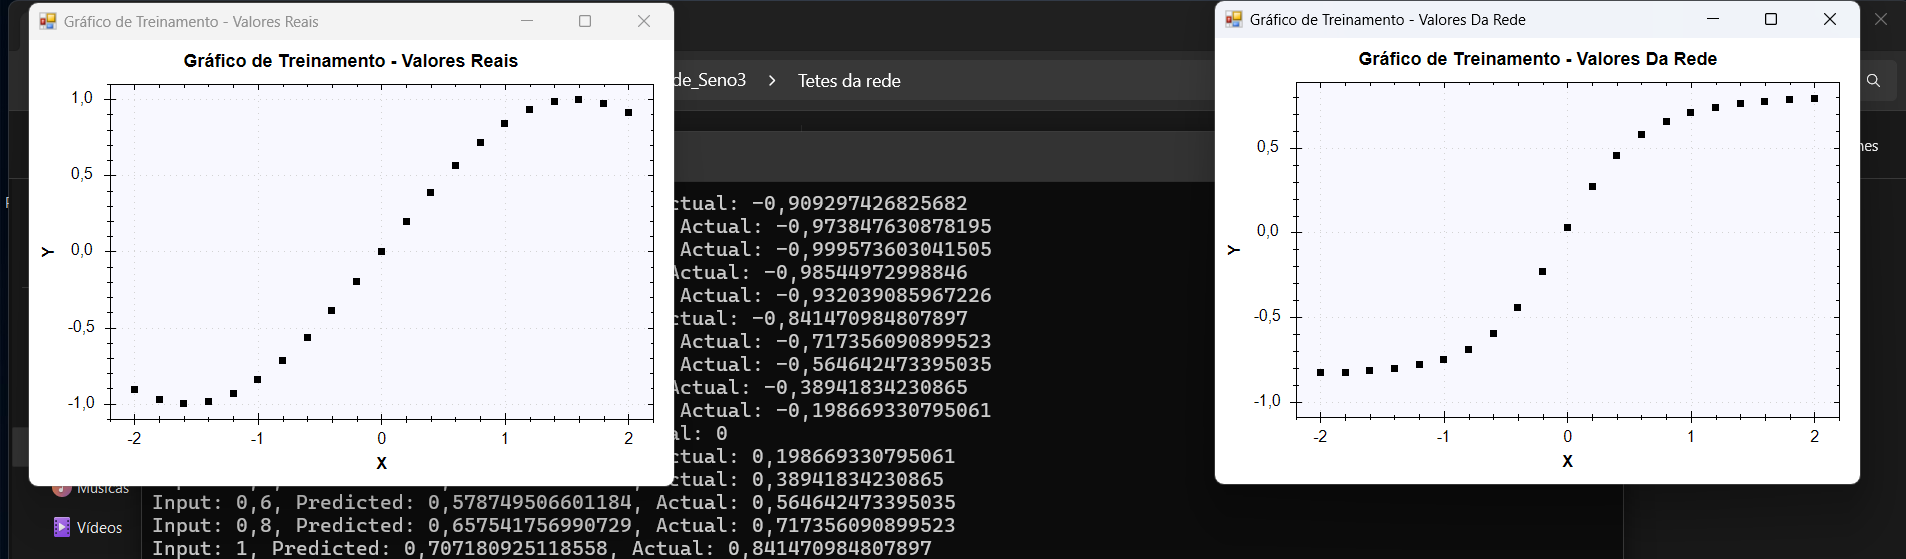 Gráfico de Treinamento - Valores Reais
Gráfico de Treinamento - Valores Reais
1,0
0,5
0,0
-0,5
-1,0
-2 -1 0 1 2
X
Y
de_Seno3 > Tetes da rede
Gráfico de Treinamento - Valores Da Rede
Gráfico de Treinamento - Valores Da Rede
0,5
0,0
-0,5
-1,0
-2 -1 0 1 2
X
Y
nes
ctual: -0,909297426825682
Actual: -0,973847630878195
Actual: -0,999573603041505
Actual: -0,98544972998846
Actual: -0,932039085967226
ctual: -0,841470984807897
Actual: -0,717356090899523
Actual: -0,564642473395035
Actual: -0,38941834230865
Actual: -0,198669330795061
al: 0
ctual: 0,198669330795061
ctual: 0,38941834230865
Input: 0,6, Predicted: 0,578749506601184, Actual: 0,564642473395035
Input: 0,8, Predicted: 0,657541756990729, Actual: 0,717356090899523
Input: 1, Predicted: 0,707180925118558, Actual: 0,841470984807897
Músicas
Vídeos